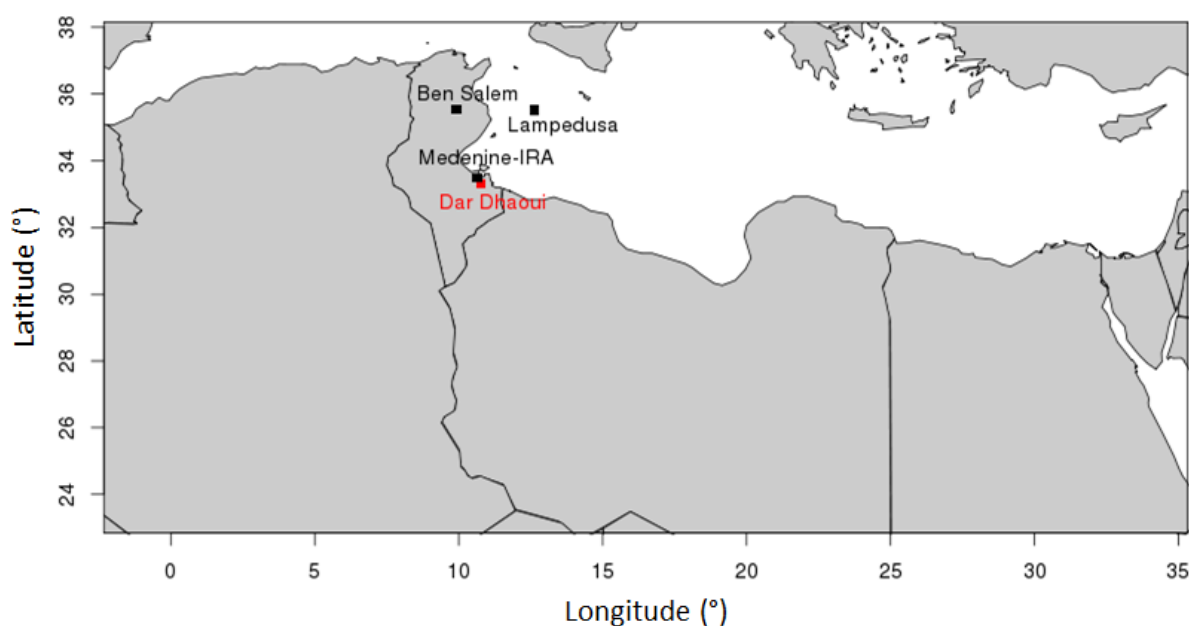 38
36
34
32
30
28
26
24
Latitude (°)
Ben Salem
Lampedusa
Medenine-IRA
Dar Dhaoui
0 5 10 15 20 25 30 35
Longitude (°)